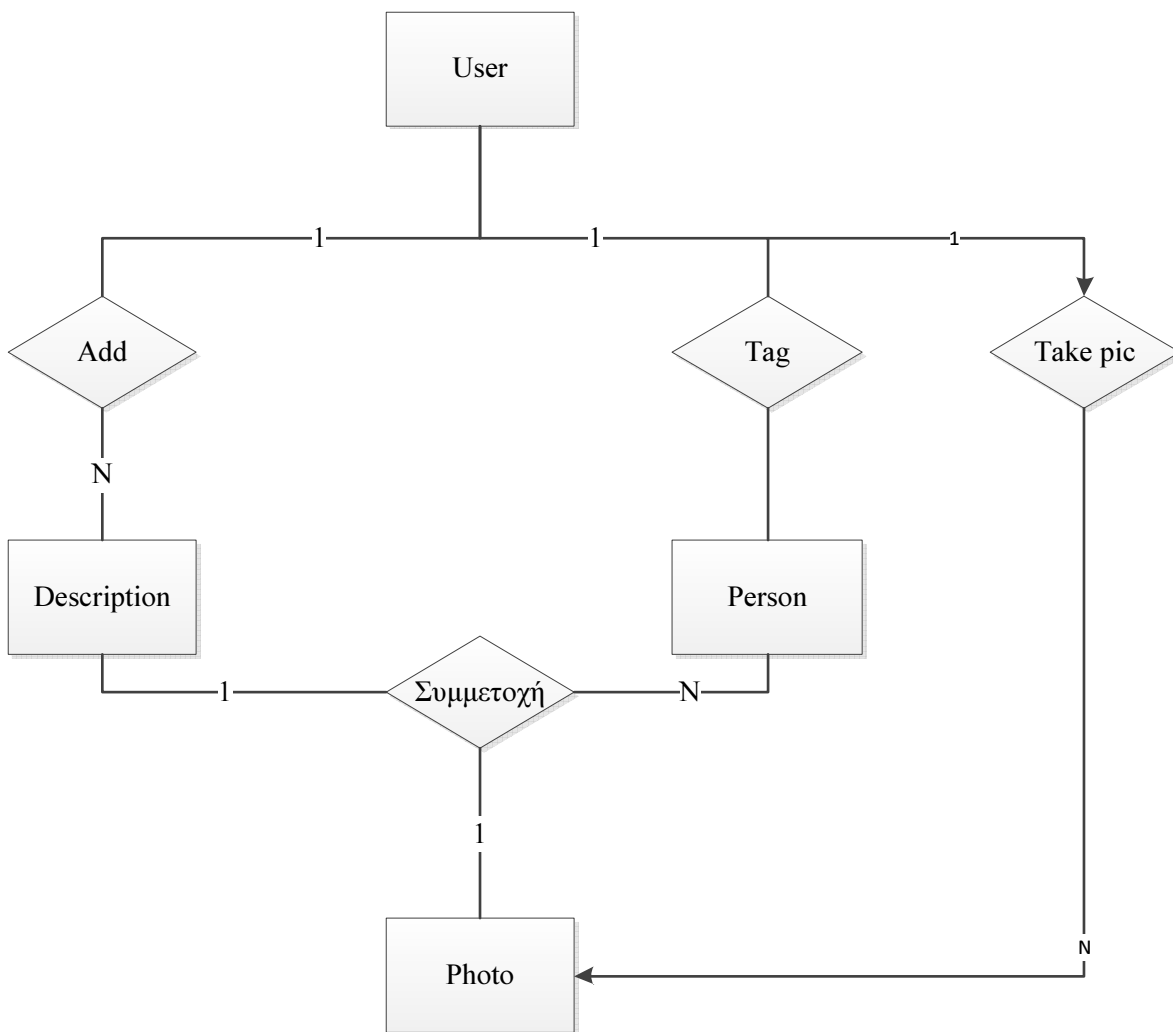 User
1
1
1
Add
Tag
Take pic
N
Description
Person
Συμμετοχή
1
N
1
N
Photo